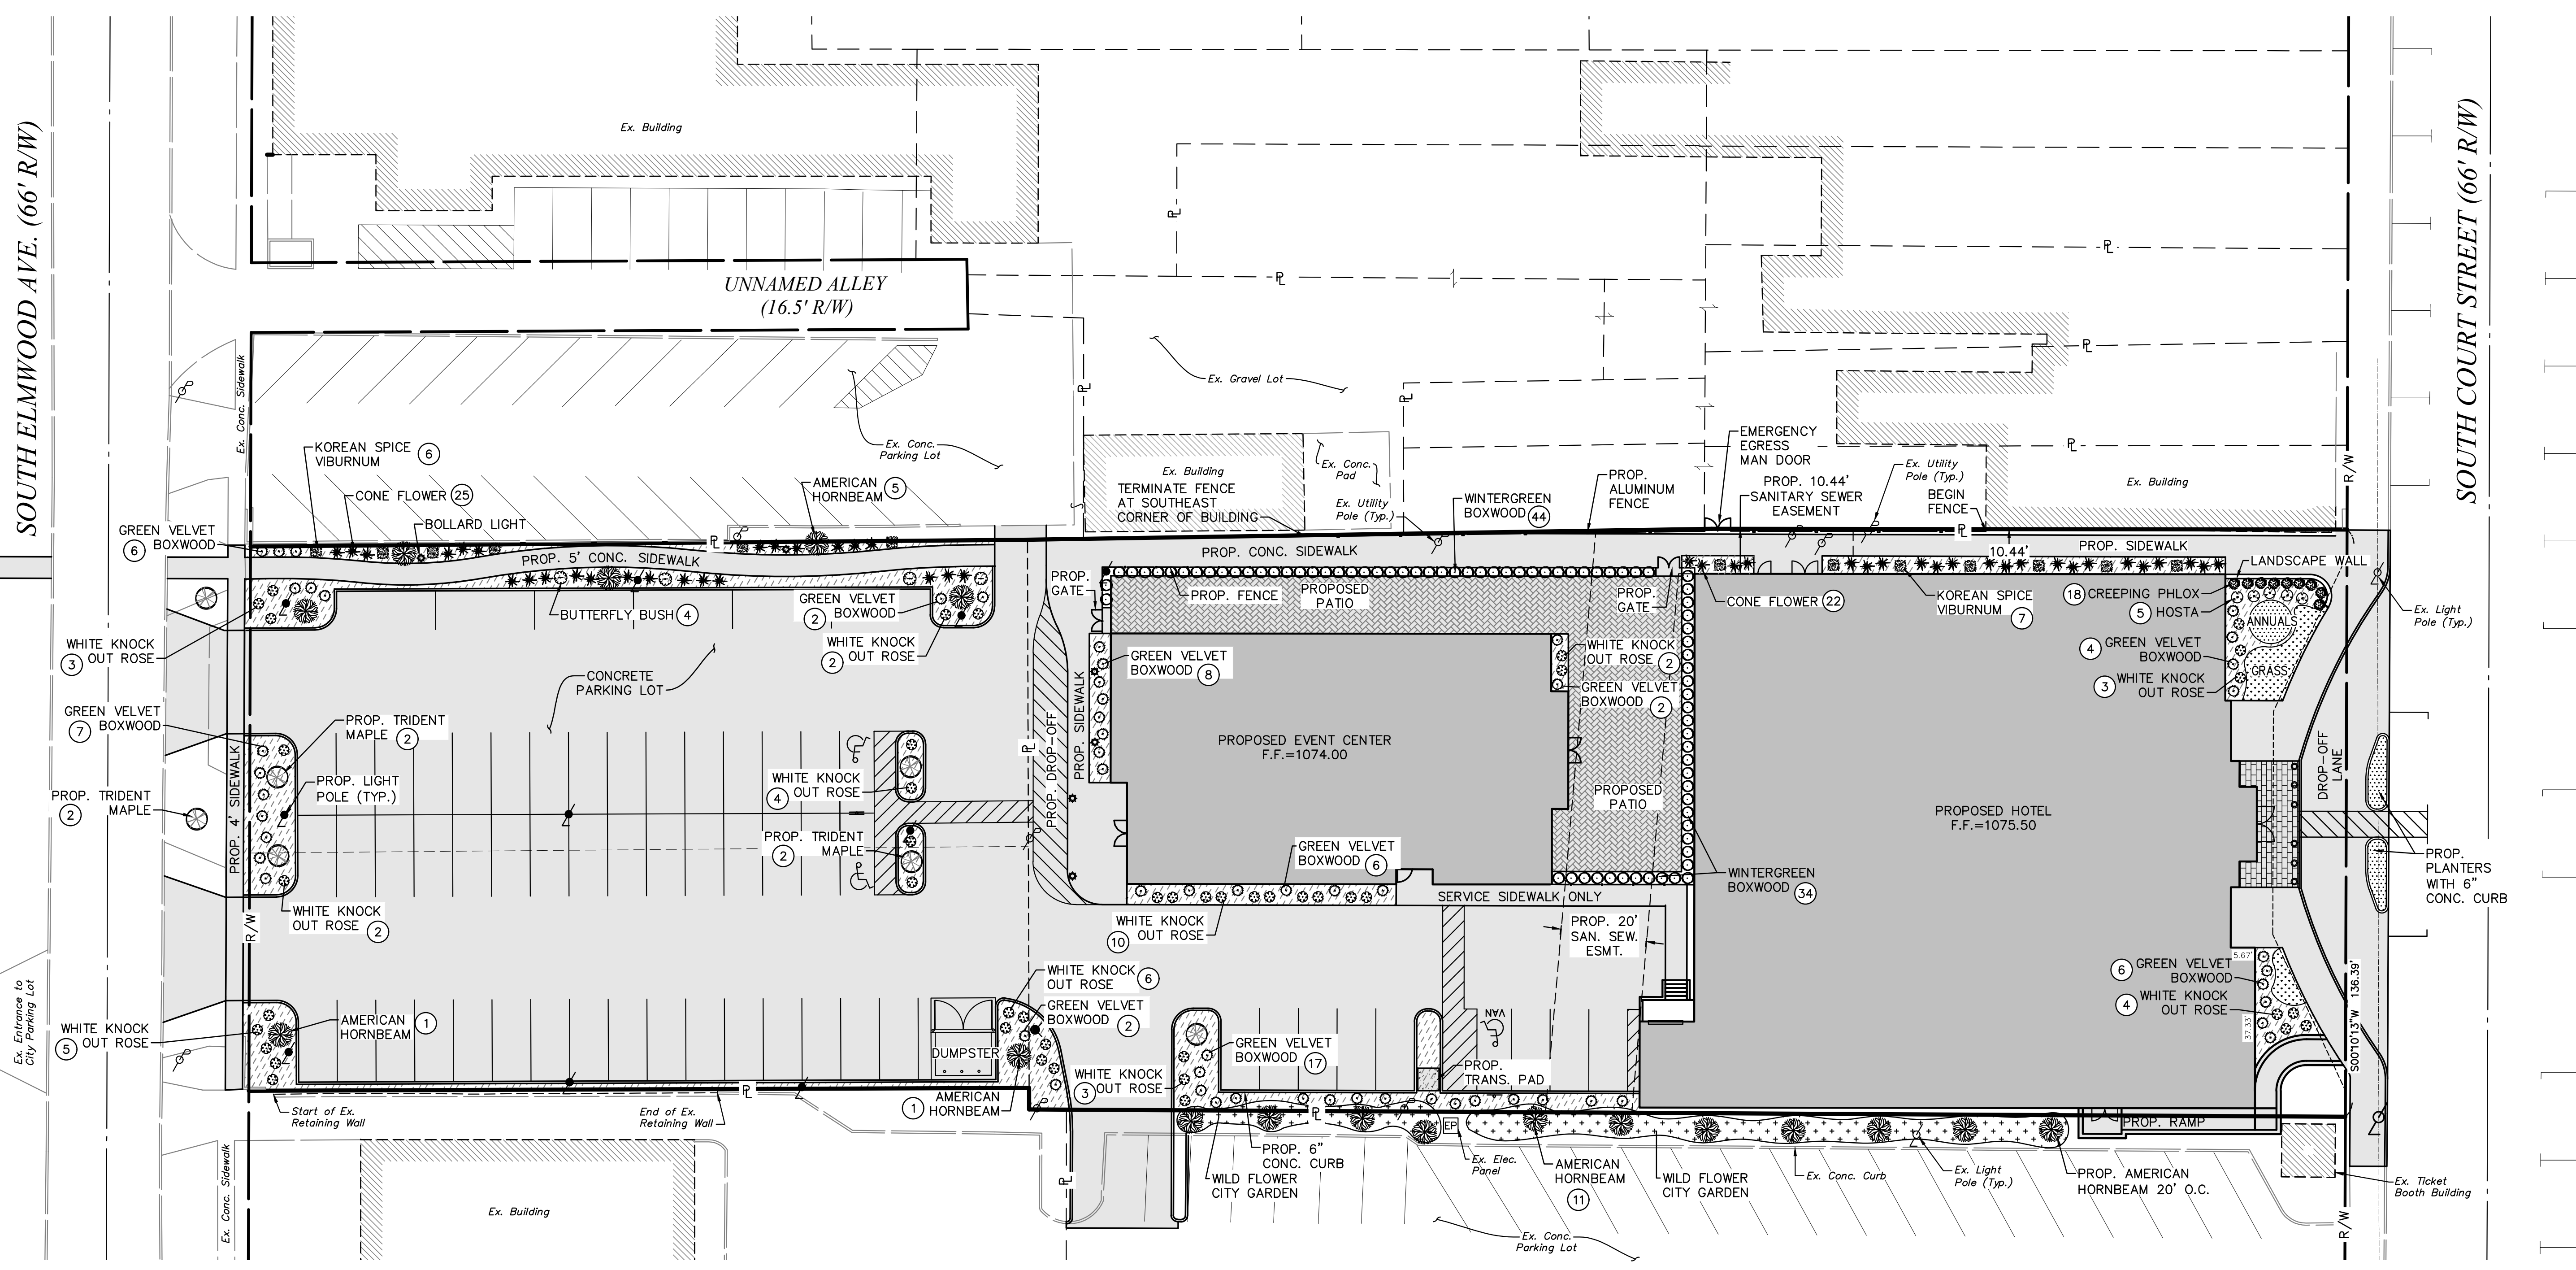 SOUTH ELMWOOD AVE. (66' R/W)
SOUTH COURT STREET (66' R/W)
Ex. Building
UNNAMED ALLEY
(16.5' R/W)
Ex. Conc. Sidewalk
Ex. Gravel Lot
Ex. Conc.
Parking Lot
KOREAN SPICE
VIBURNUM 6
CONE FLOWER 25
BOLLARD LIGHT
GREEN VELVET
6 BOXWOOD
AMERICAN
HORNBEAM 5
Ex. Building
TERMINATE FENCE
AT SOUTHEAST
CORNER OF BUILDING
Ex. Conc.
Pad
Ex. Utility
Pole (Typ.)
WINTERGREEN
BOXWOOD 44
PROP.
ALUMINUM
FENCE
EMERGENCY
EGRESS
MAN DOOR
PROP. 10.44'
SANITARY SEWER
EASEMENT
Ex. Utility
Pole (Typ.)
BEGIN
FENCE
Ex. Building
R/W
PROP. 5' CONC. SIDEWALK
PROP. CONC. SIDEWALK
10.44'
PROP. SIDEWALK
LANDSCAPE WALL
PROP.
GATE
PROP. FENCE
PROPOSED
PATIO
PROP.
GATE
CONE FLOWER 22
KOREAN SPICE
VIBURNUM
7
18 CREEPING PHLOX
5 HOSTA
ANNUALS
GRASS
Ex. Light
Pole (Typ.)
BUTTERFLY BUSH 4
GREEN VELVET
BOXWOOD
2
WHITE KNOCK
OUT ROSE
2
WHITE KNOCK
OUT ROSE
3
CONCRETE
PARKING LOT
GREEN VELVET
BOXWOOD 8
WHITE KNOCK
OUT ROSE 2
GREEN VELVET
BOXWOOD 2
4 GREEN VELVET
BOXWOOD
3 WHITE KNOCK
OUT ROSE
GREEN VELVET
7 BOXWOOD
PROP. TRIDENT
MAPLE 2
PROP. 4' SIDEWALK
PROP. LIGHT
POLE (TYP.)
PROP. TRIDENT
2 MAPLE
WHITE KNOCK
4 OUT ROSE
PROP. TRIDENT
2 MAPLE
PROP. DROP-OFF
PROP. SIDEWALK
PROPOSED EVENT CENTER
F.F.=1074.00
PROPOSED
PATIO
PROPOSED HOTEL
F.F.=1075.50
DROP-OFF
LANE
PROP.
PLANTERS
WITH 6"
CONC. CURB
GREEN VELVET
BOXWOOD 6
WINTERGREEN
BOXWOOD 34
SERVICE SIDEWALK ONLY
WHITE KNOCK
OUT ROSE 2
R/W
WHITE KNOCK
10 OUT ROSE
PROP. 20'
SAN. SEW.
ESMT.
Ex. Entrance to
City Parking Lot
WHITE KNOCK 6
OUT ROSE
GREEN VELVET
BOXWOOD 2
5.67'
6 GREEN VELVET
BOXWOOD
4 WHITE KNOCK
OUT ROSE
37.33'
S00°10'13"W 136.39'
WHITE KNOCK
5 OUT ROSE
AMERICAN 1
HORNBEAM
DUMPSTER
VAN
GREEN VELVET
BOXWOOD 17
WHITE KNOCK
3 OUT ROSE
PROP.
TRANS. PAD
1 AMERICAN
HORNBEAM
Start of Ex.
Retaining Wall
End of Ex.
Retaining Wall
EP
PROP. RAMP
PROP. 6"
CONC. CURB
WILD FLOWER
CITY GARDEN
Ex. Elec.
Panel
AMERICAN
HORNBEAM
11
WILD FLOWER
CITY GARDEN
Ex. Conc. Curb
Ex. Light
Pole (Typ.)
PROP. AMERICAN
HORNBEAM 20' O.C.
Ex. Ticket
Booth Building
Ex. Conc. Sidewalk
Ex. Building
Ex. Conc.
Parking Lot
R/W